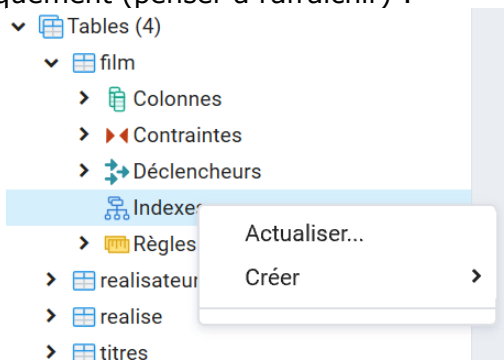 Tables (4)
film
Colonnes
Contraintes
Déclencheurs
Indexes
Actualiser...
Règles
Créer
realisateur
realise
titres